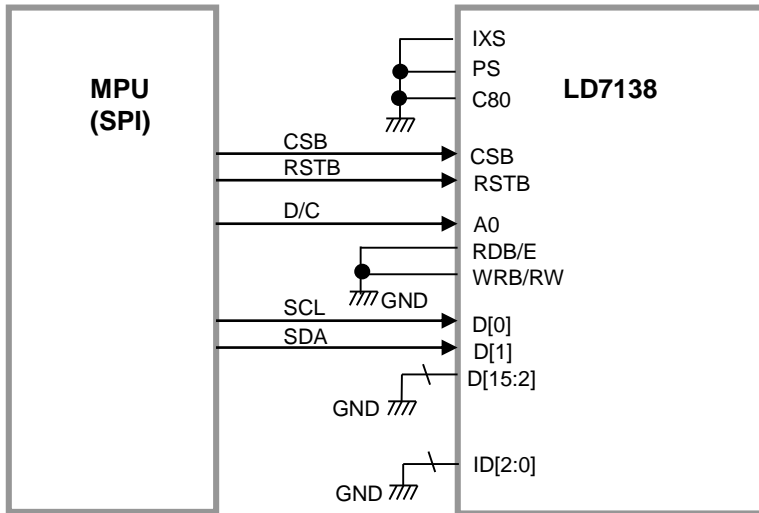 MPU
(SPI)
LD7138
IXS
PS
C80
CSB
CSB
RSTB
RSTB
D/C
A0
RDB/E
WRB/RW
GND
SCL
D[0]
SDA
D[1]
D[15:2]
GND
ID[2:0]
GND